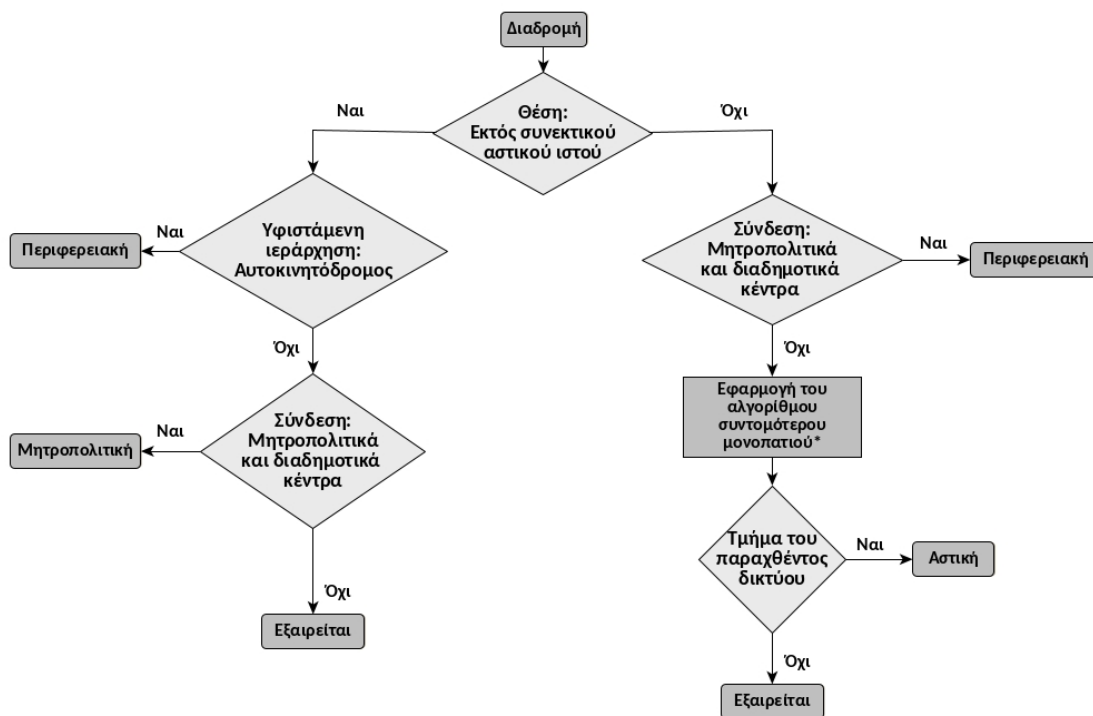 Διαδρομή
Θέση:
Εκτός συνεκτικού
αστικού ιστού
Ναι
Όχι
Υφιστάμενη
ιεράρχηση:
Αυτοκινητόδρομος
Ναι
Περιφερειακή
Όχι
Σύνδεση:
Μητροπολιτικά
και διαδημοτικά
κέντρα
Ναι
Μητροπολιτική
Όχι
Εξαιρείται
Σύνδεση:
Μητροπολιτικά
και διαδημοτικά
κέντρα
Ναι
Περιφερειακή
Όχι
Εφαρμογή του
αλγορίθμου
συντομότερου
μονοπατιού*
Τμήμα του
παραχθέντος
δικτύου
Ναι
Αστική
Όχι
Εξαιρείται